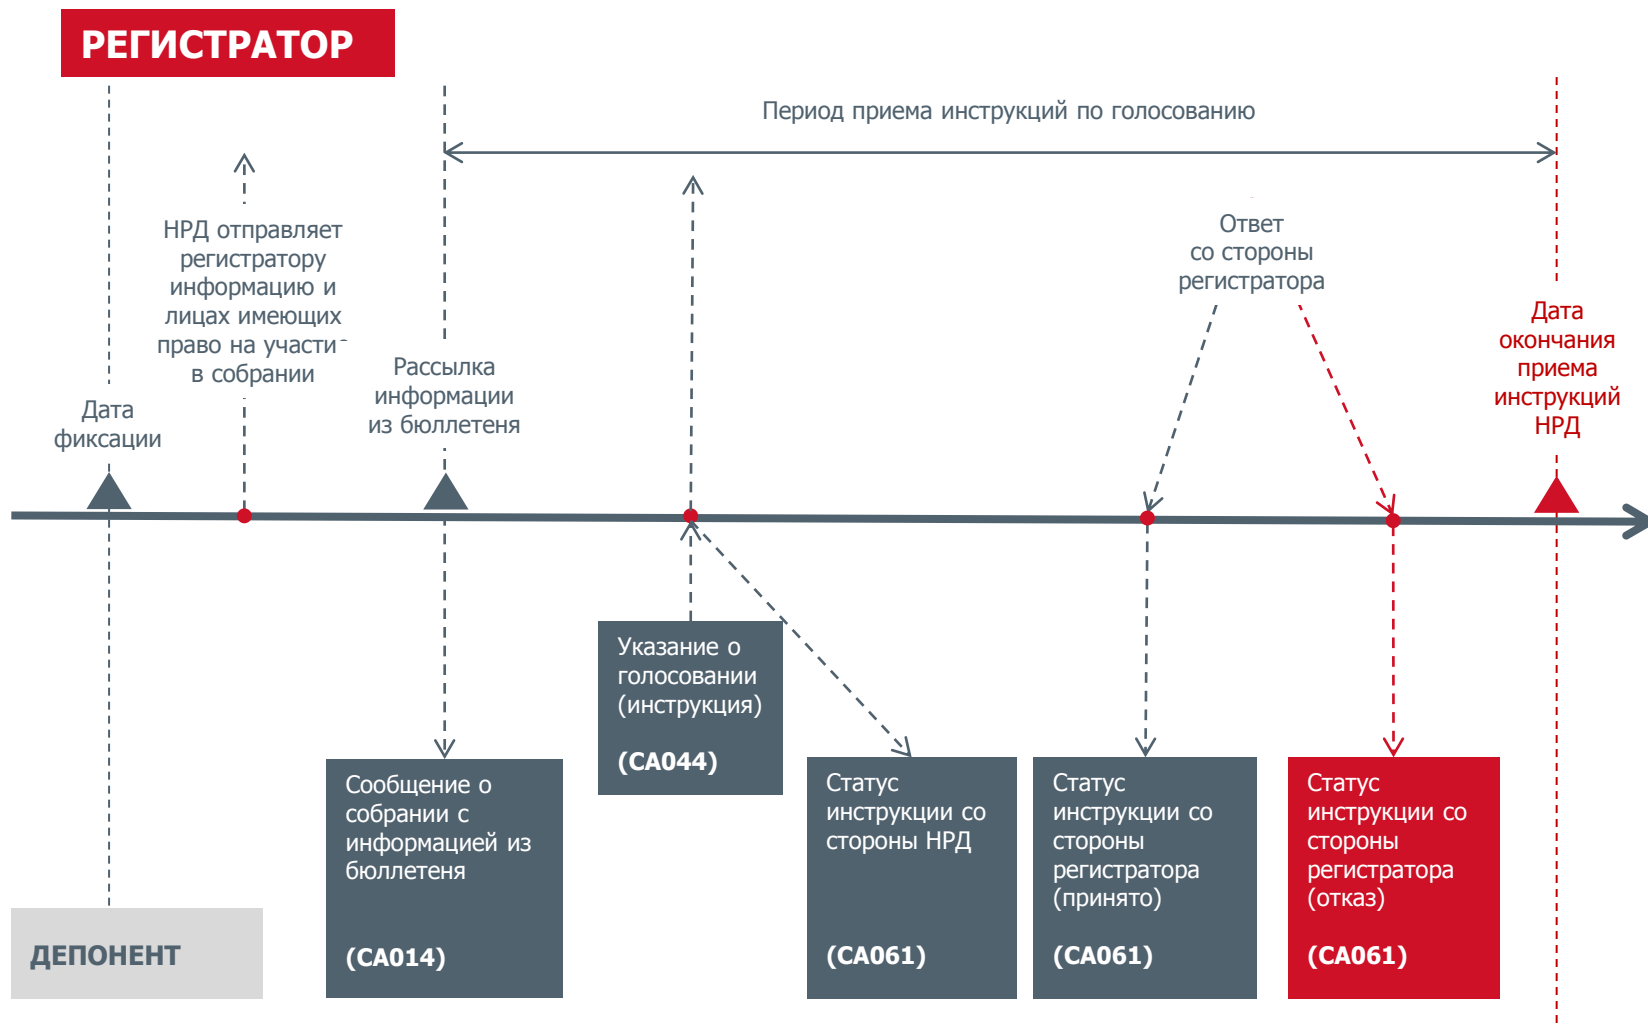 РЕГИСТРАТОР
Период приема инструкций по голосованию
НРД отправляет
регистратору
информацию и
лицах имеющих
право на участи
в собрании
Ответ
со стороны
регистратора
Дата
окончания
приема
инструкций
НРД
Рассылка
информации
из бюллетеня
Дата
фиксации
Указание о
голосовании
(инструкция)
(CA044)
Сообщение о
собрании с
информацией из
бюллетеня
(CA014)
Статус
инструкции со
стороны НРД
(CA061)
Статус
инструкции со
стороны
регистратора
(принято)
(CA061)
Статус
инструкции со
стороны
регистратора
(отказ)
(CA061)
ДЕПОНЕНТ